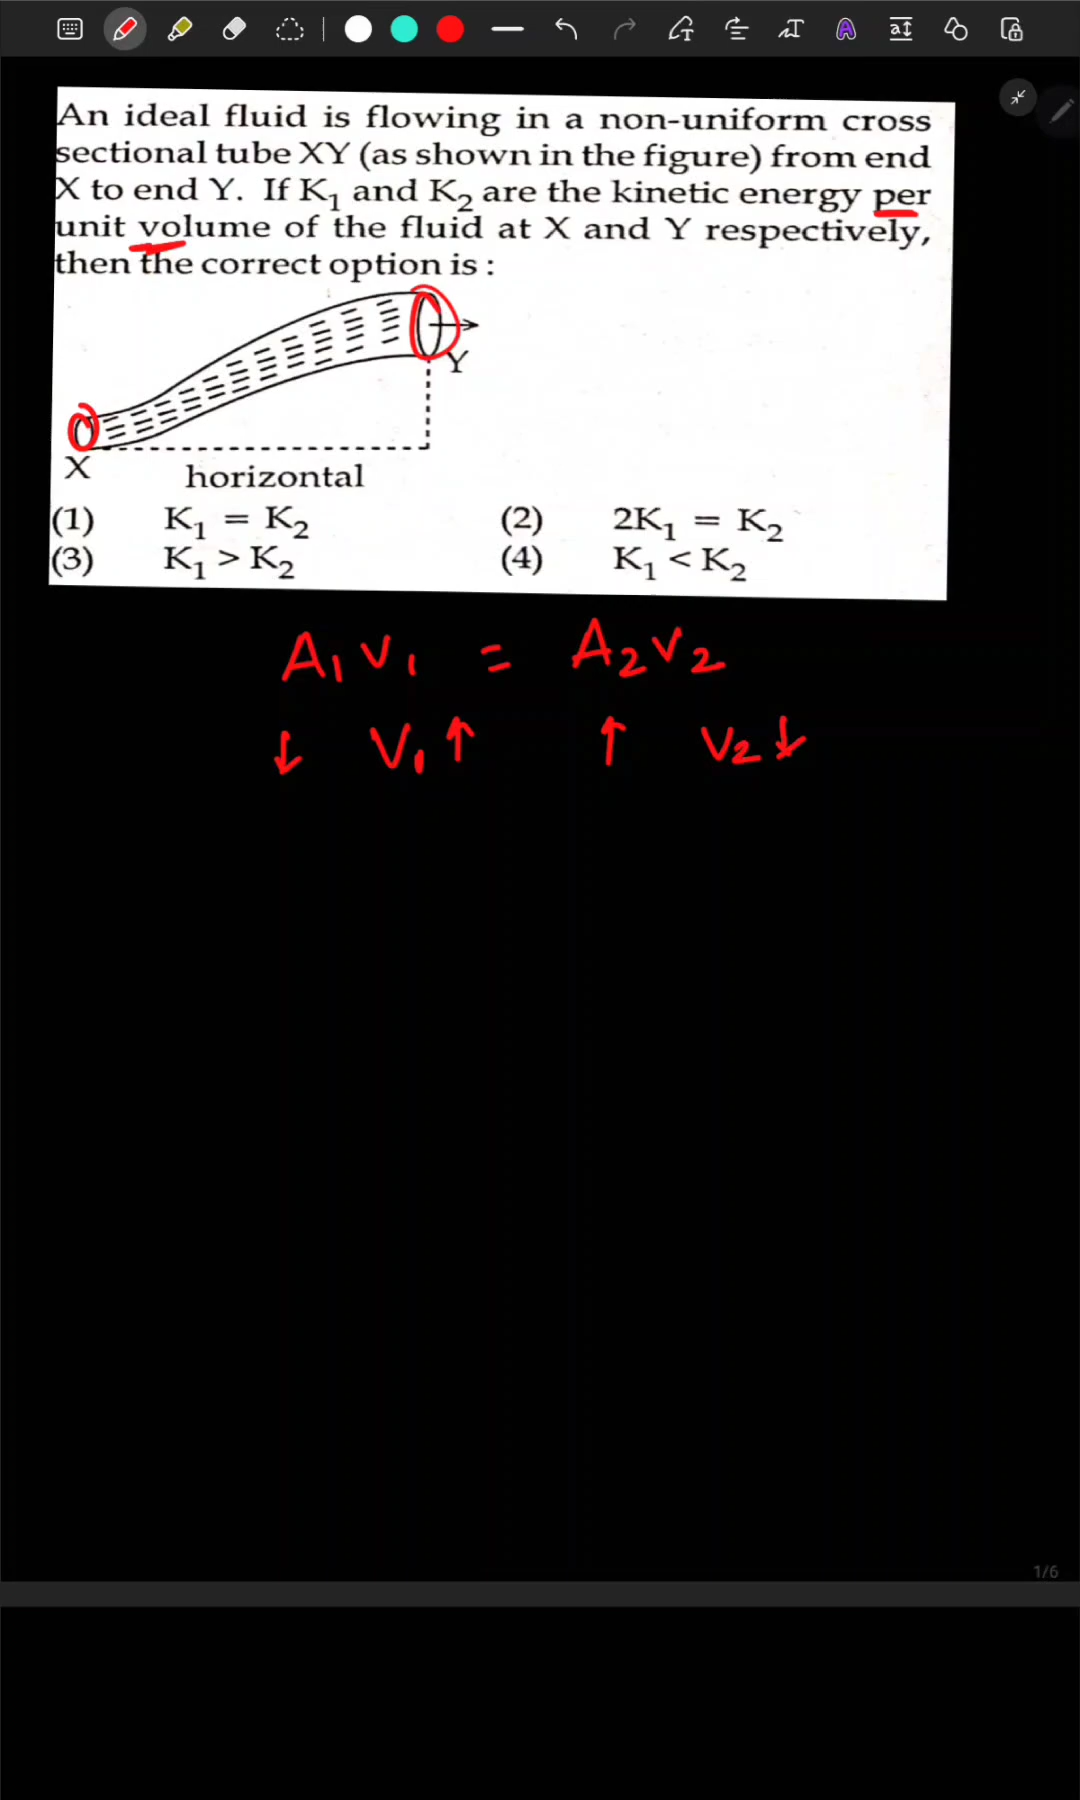 An ideal fluid is flowing in a non-uniform cross
sectional tube XY (as shown in the figure) from end
X to end Y. If K₁ and K₂ are the kinetic energy per
unit volume of the fluid at X and Y respectively,
then the correct option is :
Y
X
horizontal
(1) K₁ = K₂ (2) 2K₁ = K₂
(3) K₁ > K₂ (4) K₁ < K₂
A₁ V₁ = A₂ V₂
↓ V₁ ↑ ↑ V₂ ↓
1/6